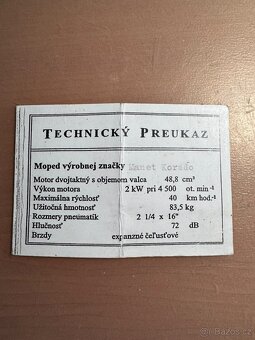 TECHNICKÝ PREUKAZ
Moped výrobnej značky Manet Korado
Motor dvojtaktný s objemom valca 48,8 cm³
Výkon motora 2 kW pri 4 500 ot. min⁻¹
Maximálna rýchlosť 40 km hod.⁻¹
Užitočná hmotnosť 83,5 kg
Rozmery pneumatík 2 1/4 x 16"
Hlučnosť 72 dB
Brzdy expanzné čeľusťové
Bazoš.cz